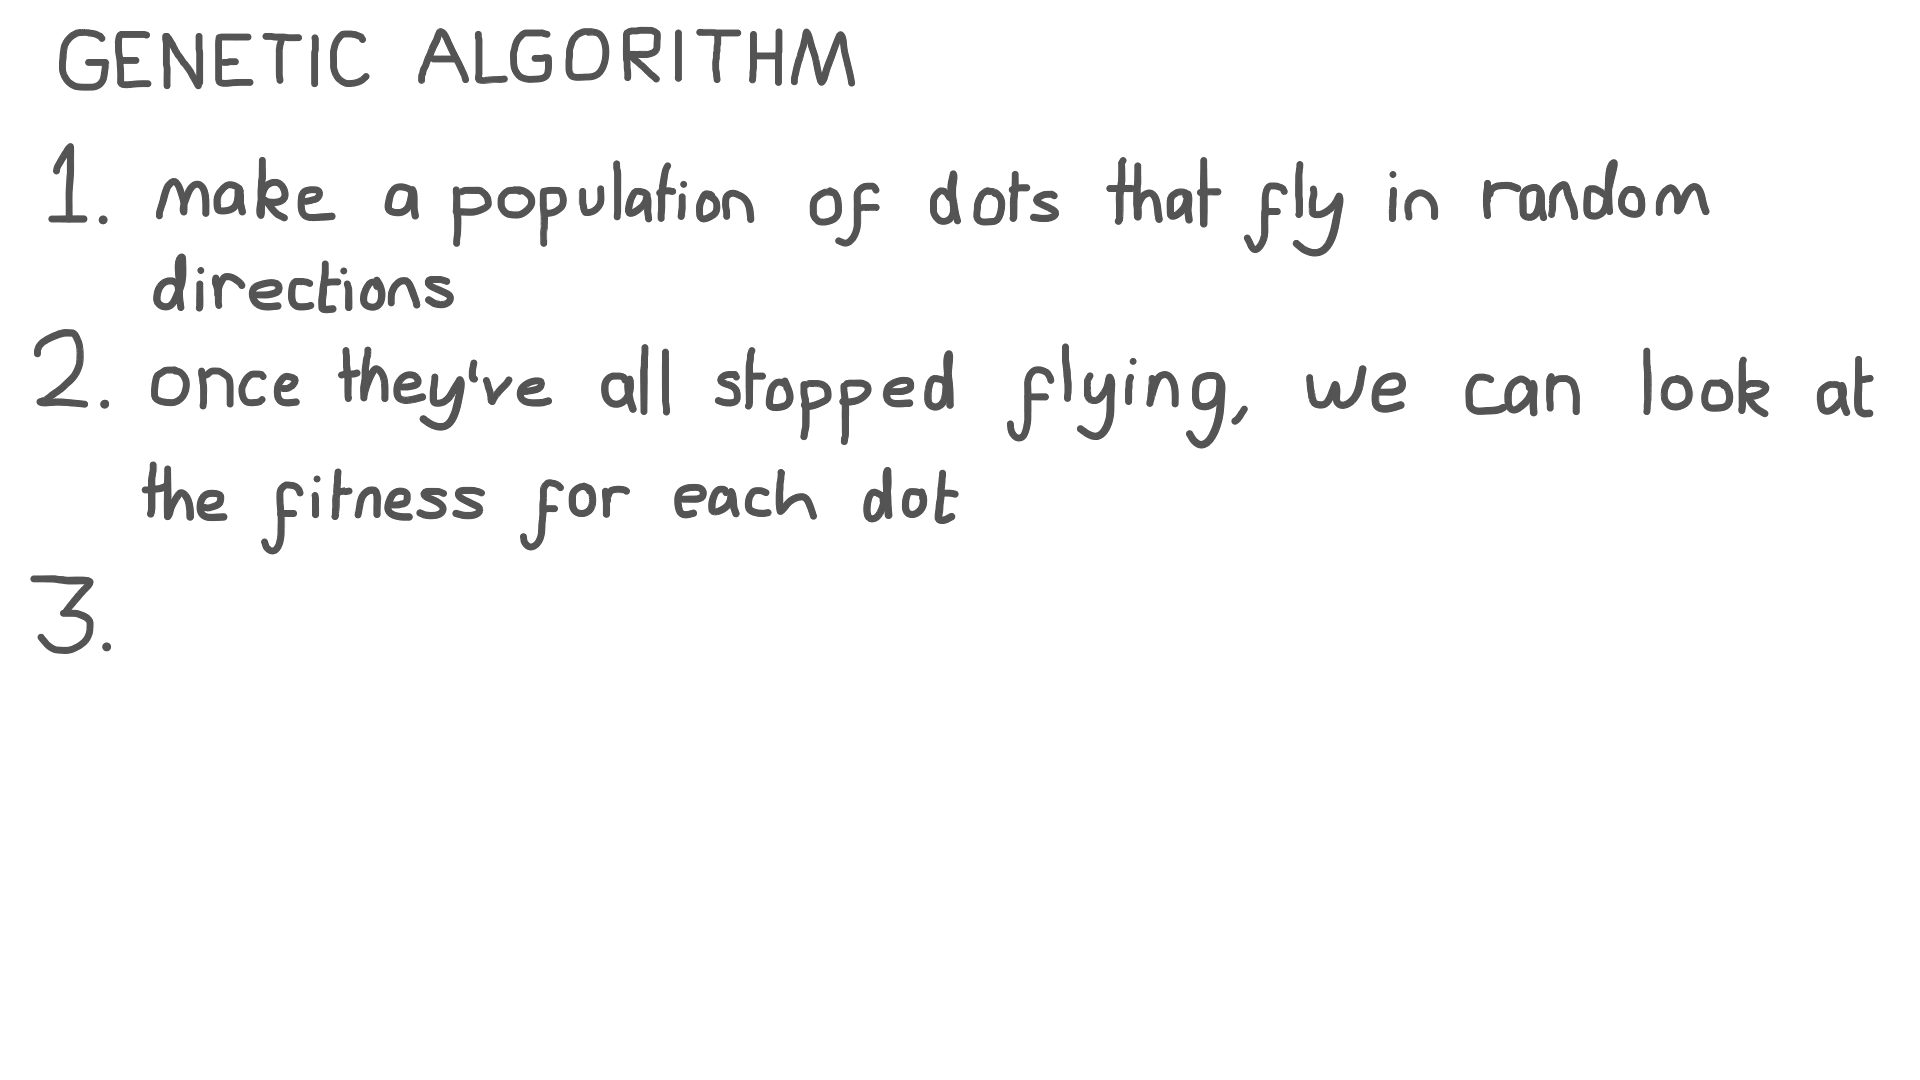 GENETIC ALGORITHM
1. make a population of dots that fly in random
directions
2. once they've all stopped flying, we can look at
the fitness for each dot
3.